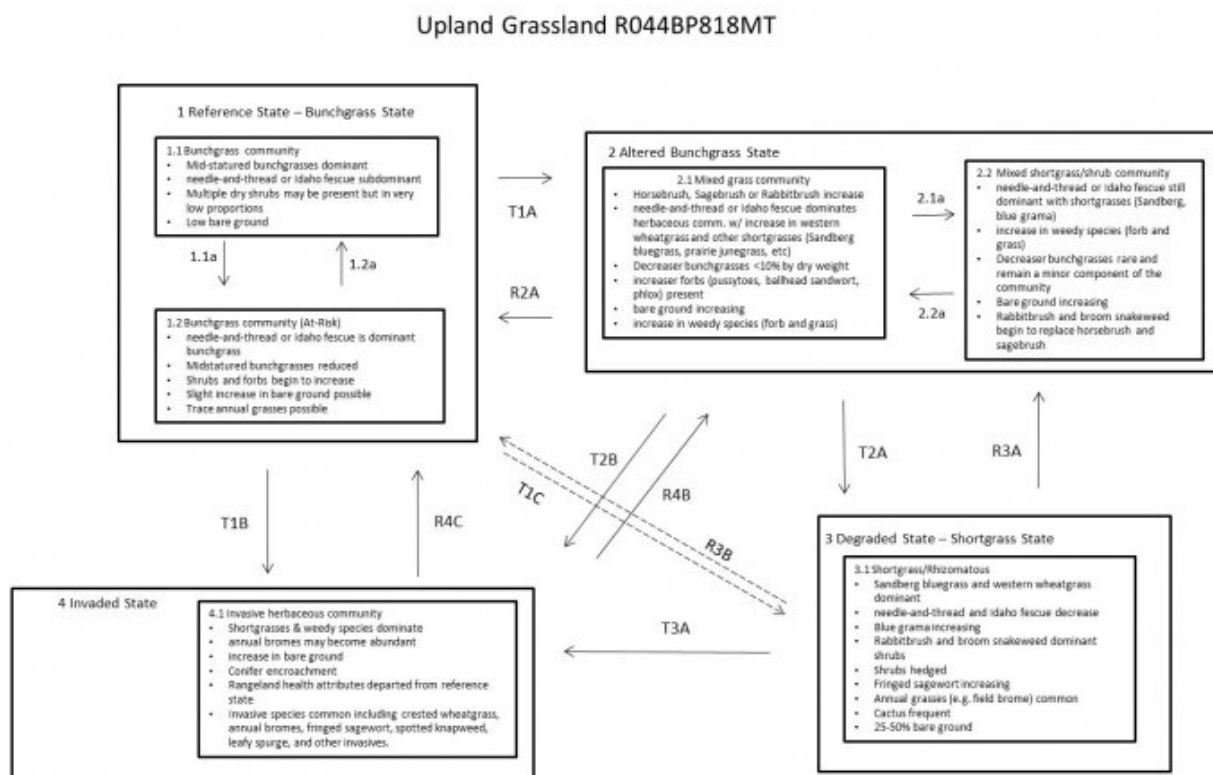 Upland Grassland R044BP818MT
1 Reference State – Bunchgrass State
1.1 Bunchgrass community
• Mid-statured bunchgrasses dominant
• needle-and-thread or Idaho fescue subdominant
• Multiple dry shrubs may be present but in very
low proportions
• Low bare ground
1.1a
1.2a
1.2 Bunchgrass community (At-Risk)
• needle-and-thread or Idaho fescue is dominant
bunchgrass
• Midstatured bunchgrasses reduced
• Shrubs and forbs begin to increase
• Slight increase in bare ground possible
• Trace annual grasses possible
T1A
R2A
2 Altered Bunchgrass State
2.1 Mixed grass community
• Horsebrush, Sagebrush or Rabbitbrush increase
• needle-and-thread or Idaho fescue dominates
herbaceous comm. w/ increase in western
wheatgrass and other shortgrasses (Sandberg
bluegrass, prairie junegrass, etc)
• Decreaser bunchgrasses <10% by dry weight
• increaser forbs (pussytoes, ballhead sandwort,
phlox) present
• bare ground increasing
• increase in weedy species (forb and grass)
2.1a
2.2a
2.2 Mixed shortgrass/shrub community
• needle-and-thread or Idaho fescue still
dominant with shortgrasses (Sandberg,
blue grama)
• increase in weedy species (forb and
grass)
• Decreaser bunchgrasses rare and
remain a minor component of the
community
• Bare ground increasing
• Rabbitbrush and broom snakeweed
begin to replace horsebrush and
sagebrush
T1B
R4C
T1C
T2B
R4B
R3B
T2A
R3A
4 Invaded State
4.1 Invasive herbaceous community
• Shortgrasses & weedy species dominate
• annual bromes may become abundant
• increase in bare ground
• Conifer encroachment
• Rangeland health attributes departed from reference
state
• Invasive species common including crested wheatgrass,
annual bromes, fringed sagewort, spotted knapweed,
leafy spurge, and other invasives.
T3A
3 Degraded State – Shortgrass State
3.1 Shortgrass/Rhizomatous
• Sandberg bluegrass and western wheatgrass
dominant
• needle-and-thread and Idaho fescue decrease
• Blue grama increasing
• Rabbitbrush and broom snakeweed dominant
shrubs
• Shrubs hedged
• Fringed sagewort increasing
• Annual grasses (e.g. field brome) common
• Cactus frequent
• 25-50% bare ground